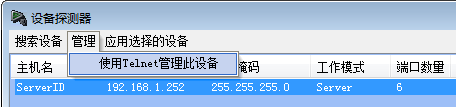 设备探测器
搜索设备 管理 应用选择的设备
使用Telnet管理此设备
主机名 掩码 工作模式 端口数量
ServerID 192.168.1.252 255.255.255.0 Server 6